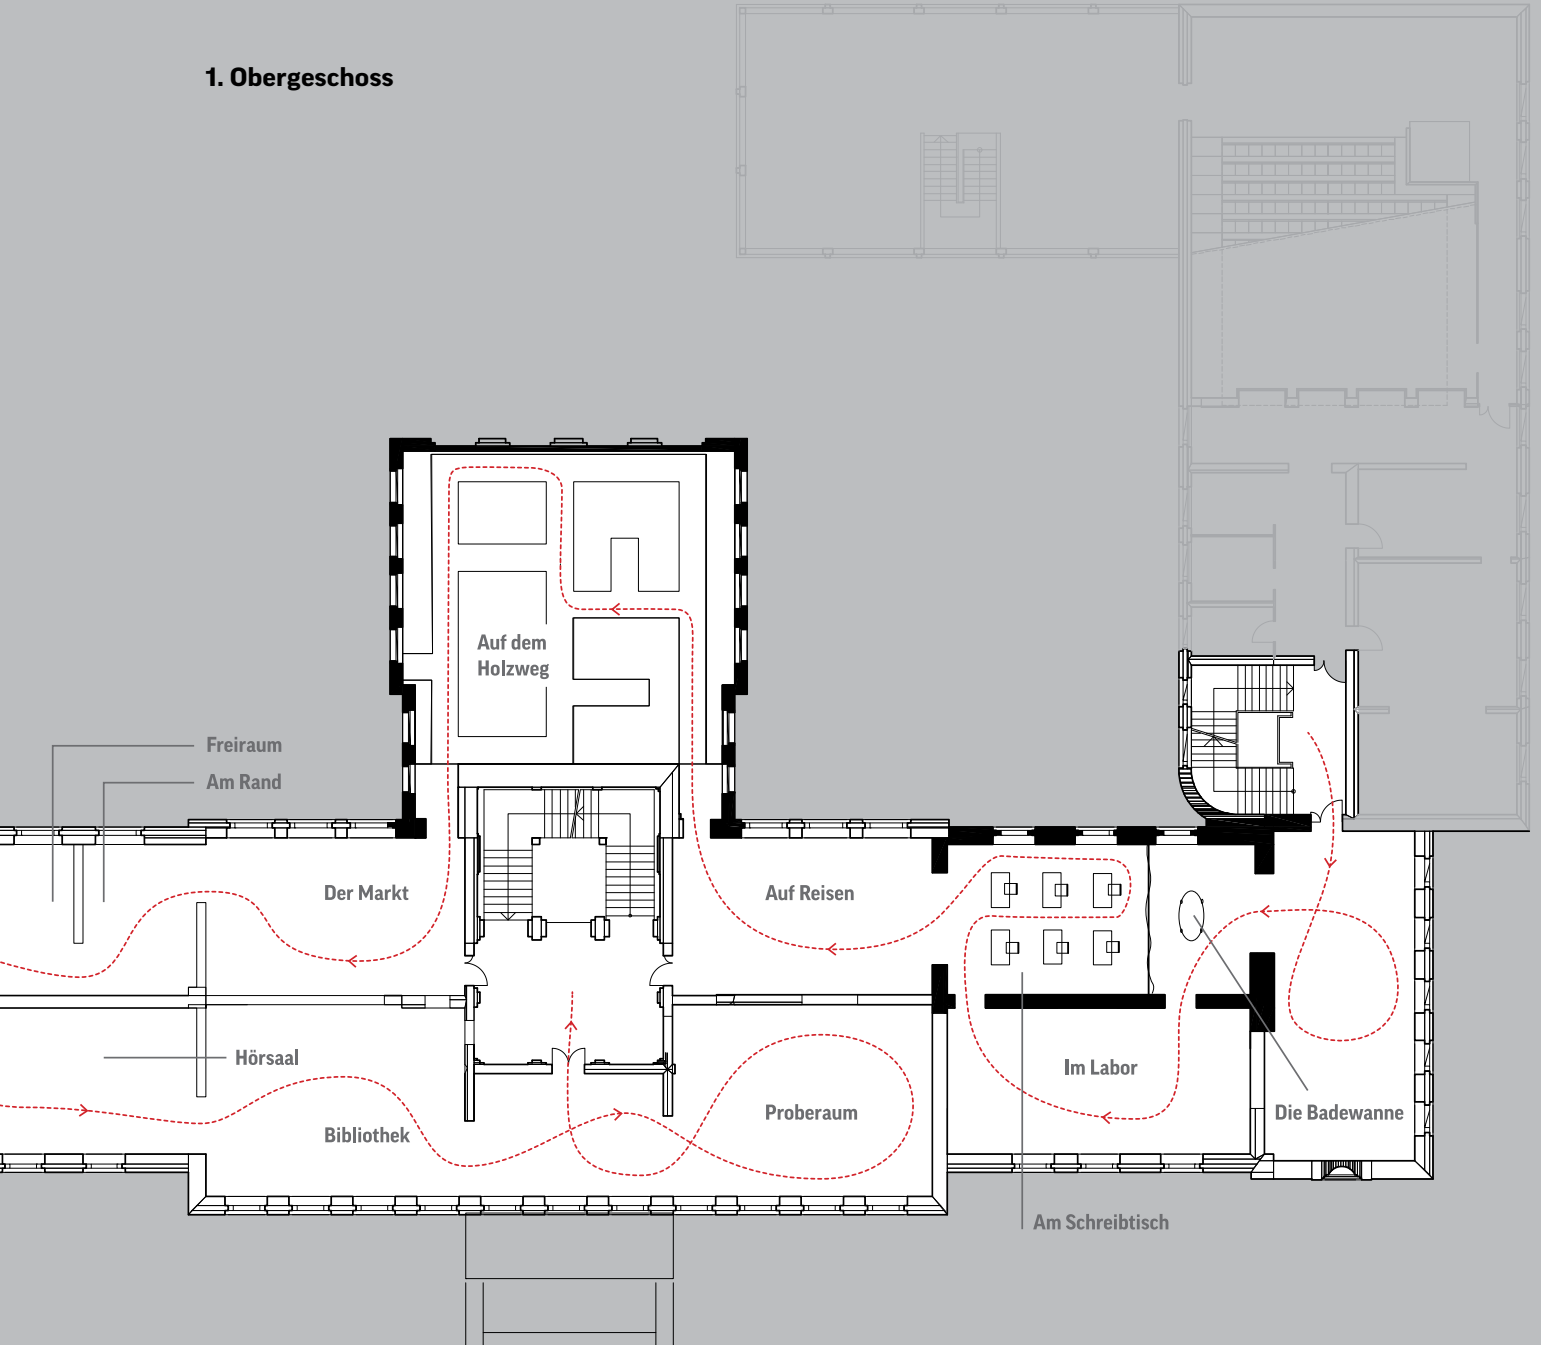 1. Obergeschoss
Auf dem
Holzweg
Freiraum
Am Rand
Der Markt
Auf Reisen
Hörsaal
Im Labor
Bibliothek
Proberaum
Die Badewanne
Am Schreibtisch